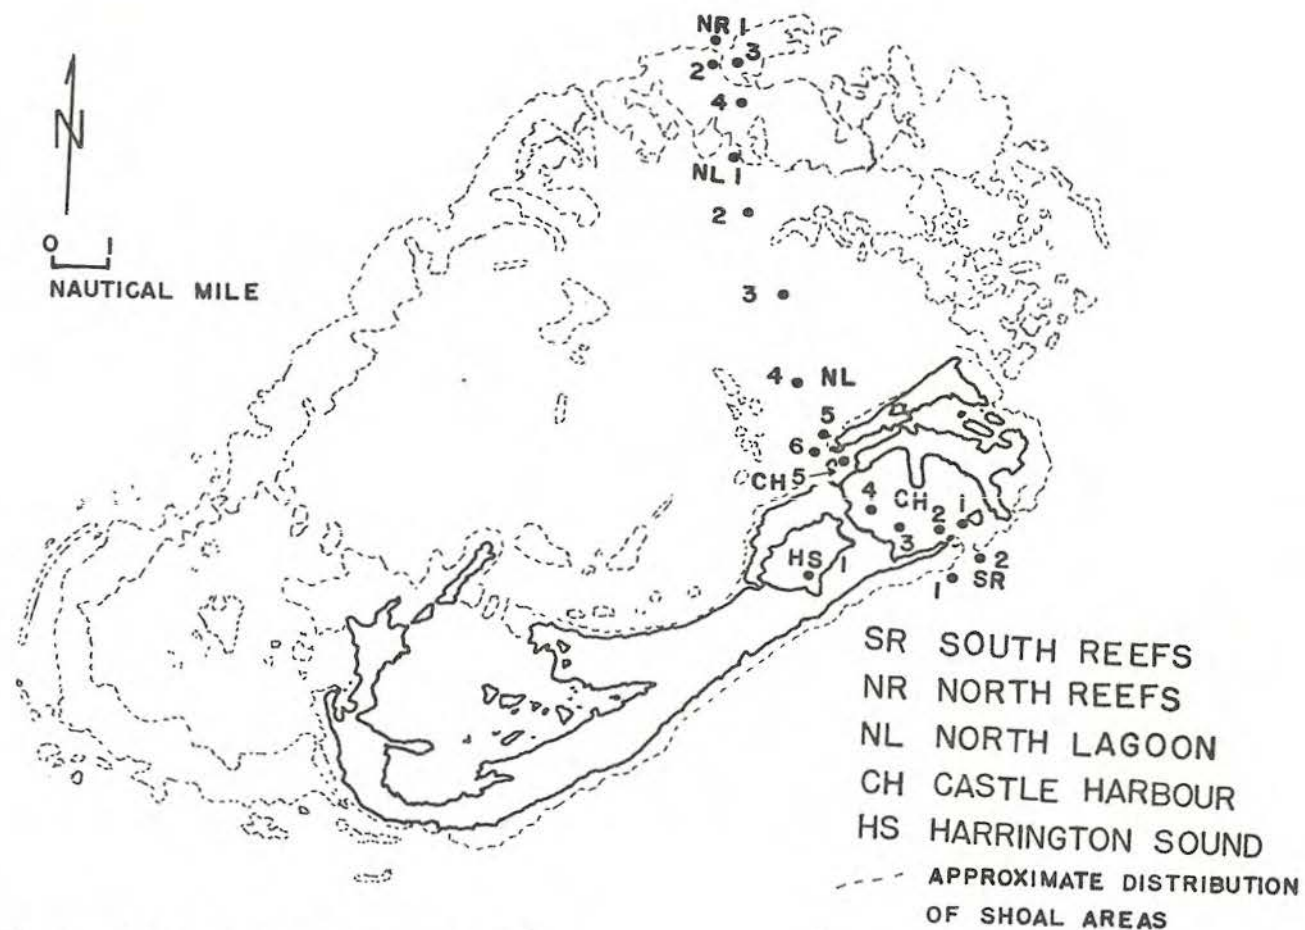 NR 1
3
2
4
N
NL 1
2
0 1
NAUTICAL MILE
3
4 NL
5
6
CH 5
4
CH 2 1
3
HS 1
2
1 SR
SR SOUTH REEFS
NR NORTH REEFS
NL NORTH LAGOON
CH CASTLE HARBOUR
HS HARRINGTON SOUND
APPROXIMATE DISTRIBUTION
OF SHOAL AREAS